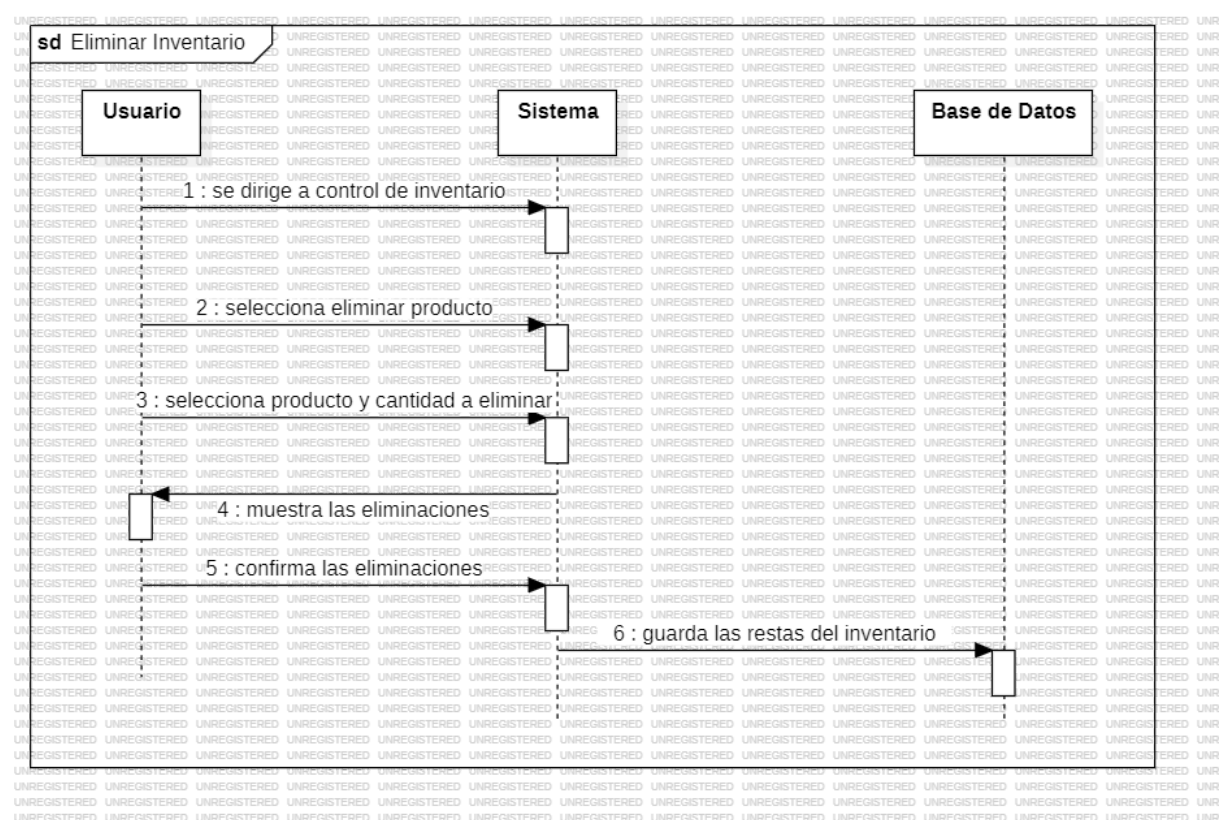 sd Eliminar Inventario
Usuario
Sistema
Base de Datos
1 : se dirige a control de inventario
2 : selecciona eliminar producto
3 : selecciona producto y cantidad a eliminar
4 : muestra las eliminaciones
5 : confirma las eliminaciones
6 : guarda las restas del inventario
UNREGISTERED